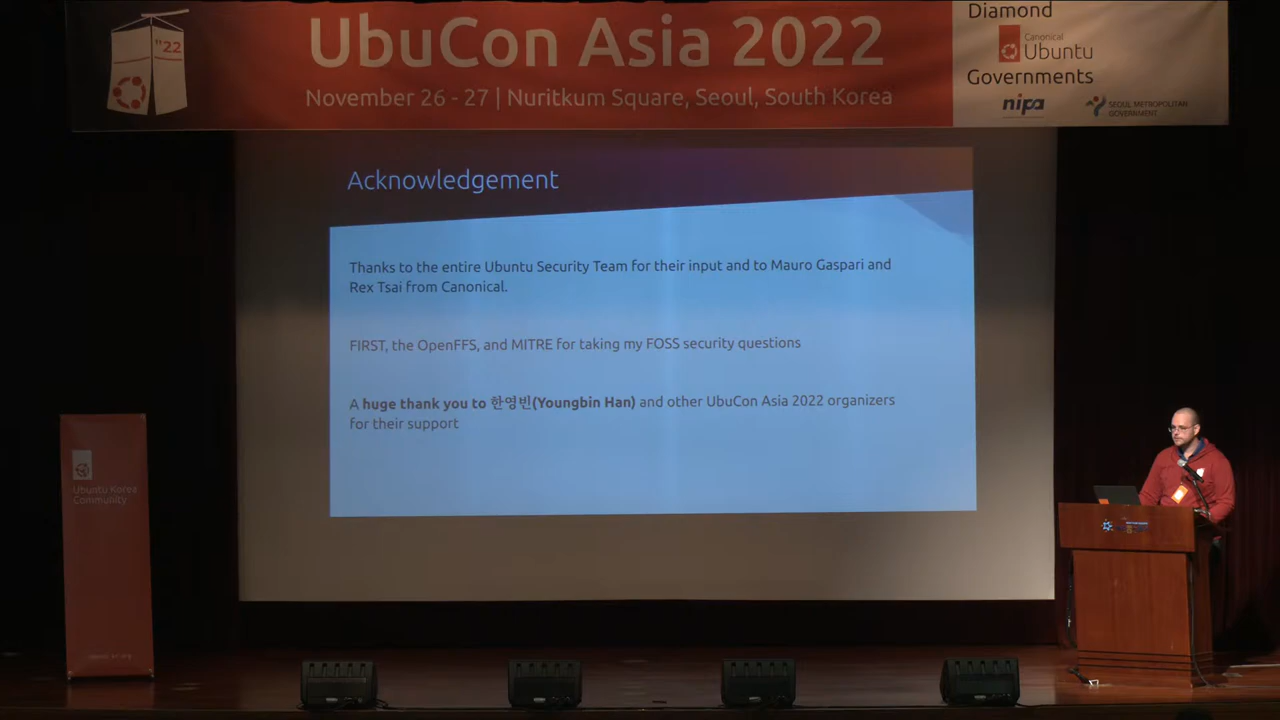 "22
UbuCon Asia 2022
November 26 - 27 | Nuritkum Square, Seoul, South Korea
Diamond
Canonical
Ubuntu
Governments
nipa
SEOUL METROPOLITAN
GOVERNMENT
Acknowledgement
Thanks to the entire Ubuntu Security Team for their input and to Mauro Gaspari and
Rex Tsai from Canonical.
FIRST, the OpenFFS, and MITRE for taking my FOSS security questions
A huge thank you to 한영빈(Youngbin Han) and other UbuCon Asia 2022 organizers
for their support
Ubuntu Korea
Community